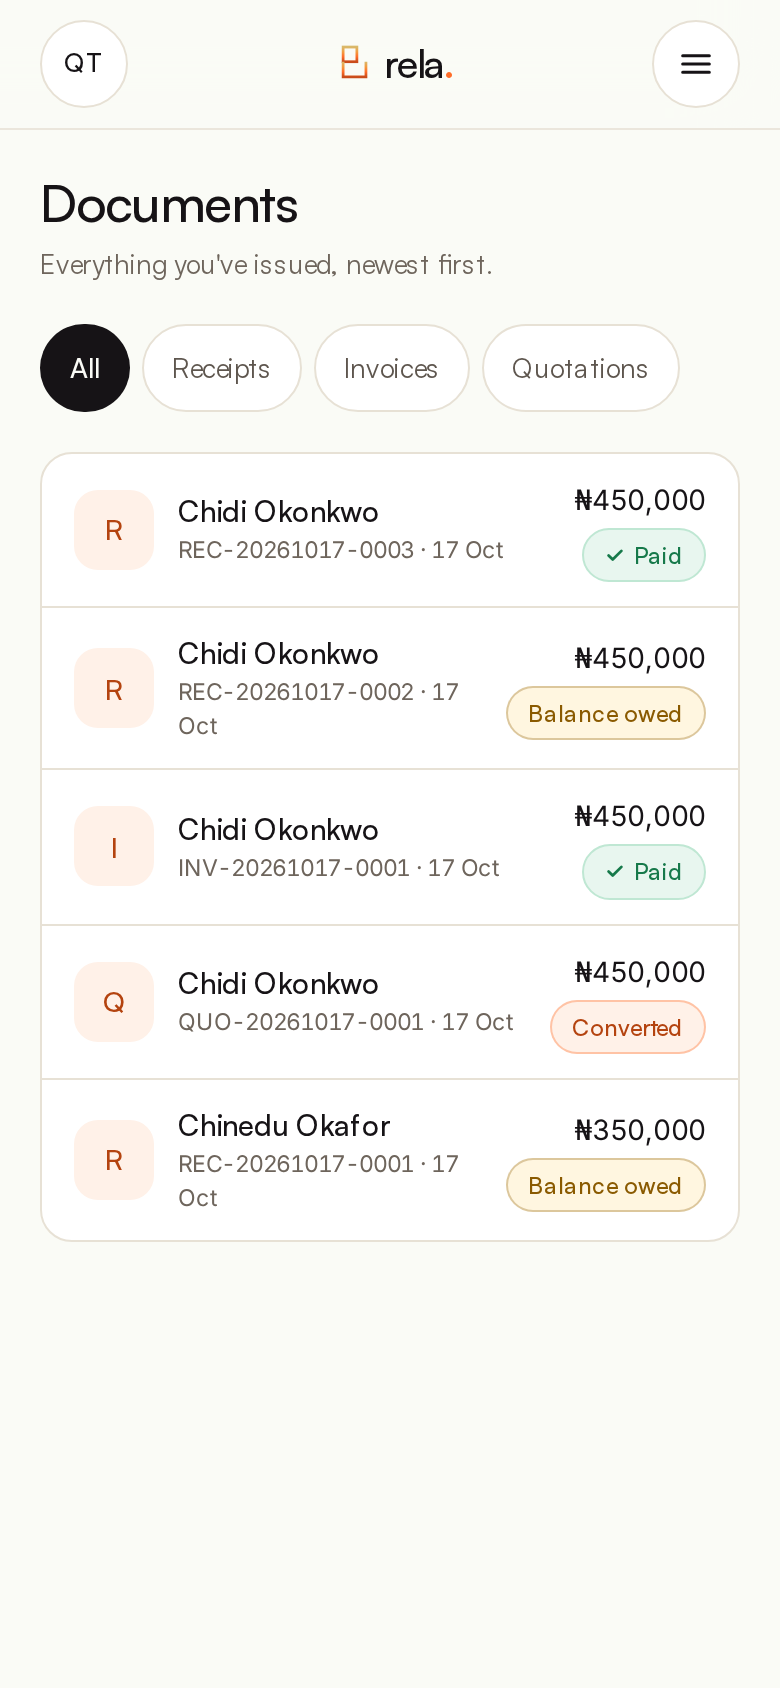 QT
rela.
Documents
Everything you've issued, newest first.
All
Receipts
Invoices
Quotations
R
Chidi Okonkwo
REC-20261017-0003 · 17 Oct
₦450,000
Paid
R
Chidi Okonkwo
REC-20261017-0002 · 17
Oct
₦450,000
Balance owed
I
Chidi Okonkwo
INV-20261017-0001 · 17 Oct
₦450,000
Paid
Q
Chidi Okonkwo
QUO-20261017-0001 · 17 Oct
₦450,000
Converted
R
Chinedu Okafor
REC-20261017-0001 · 17
Oct
₦350,000
Balance owed